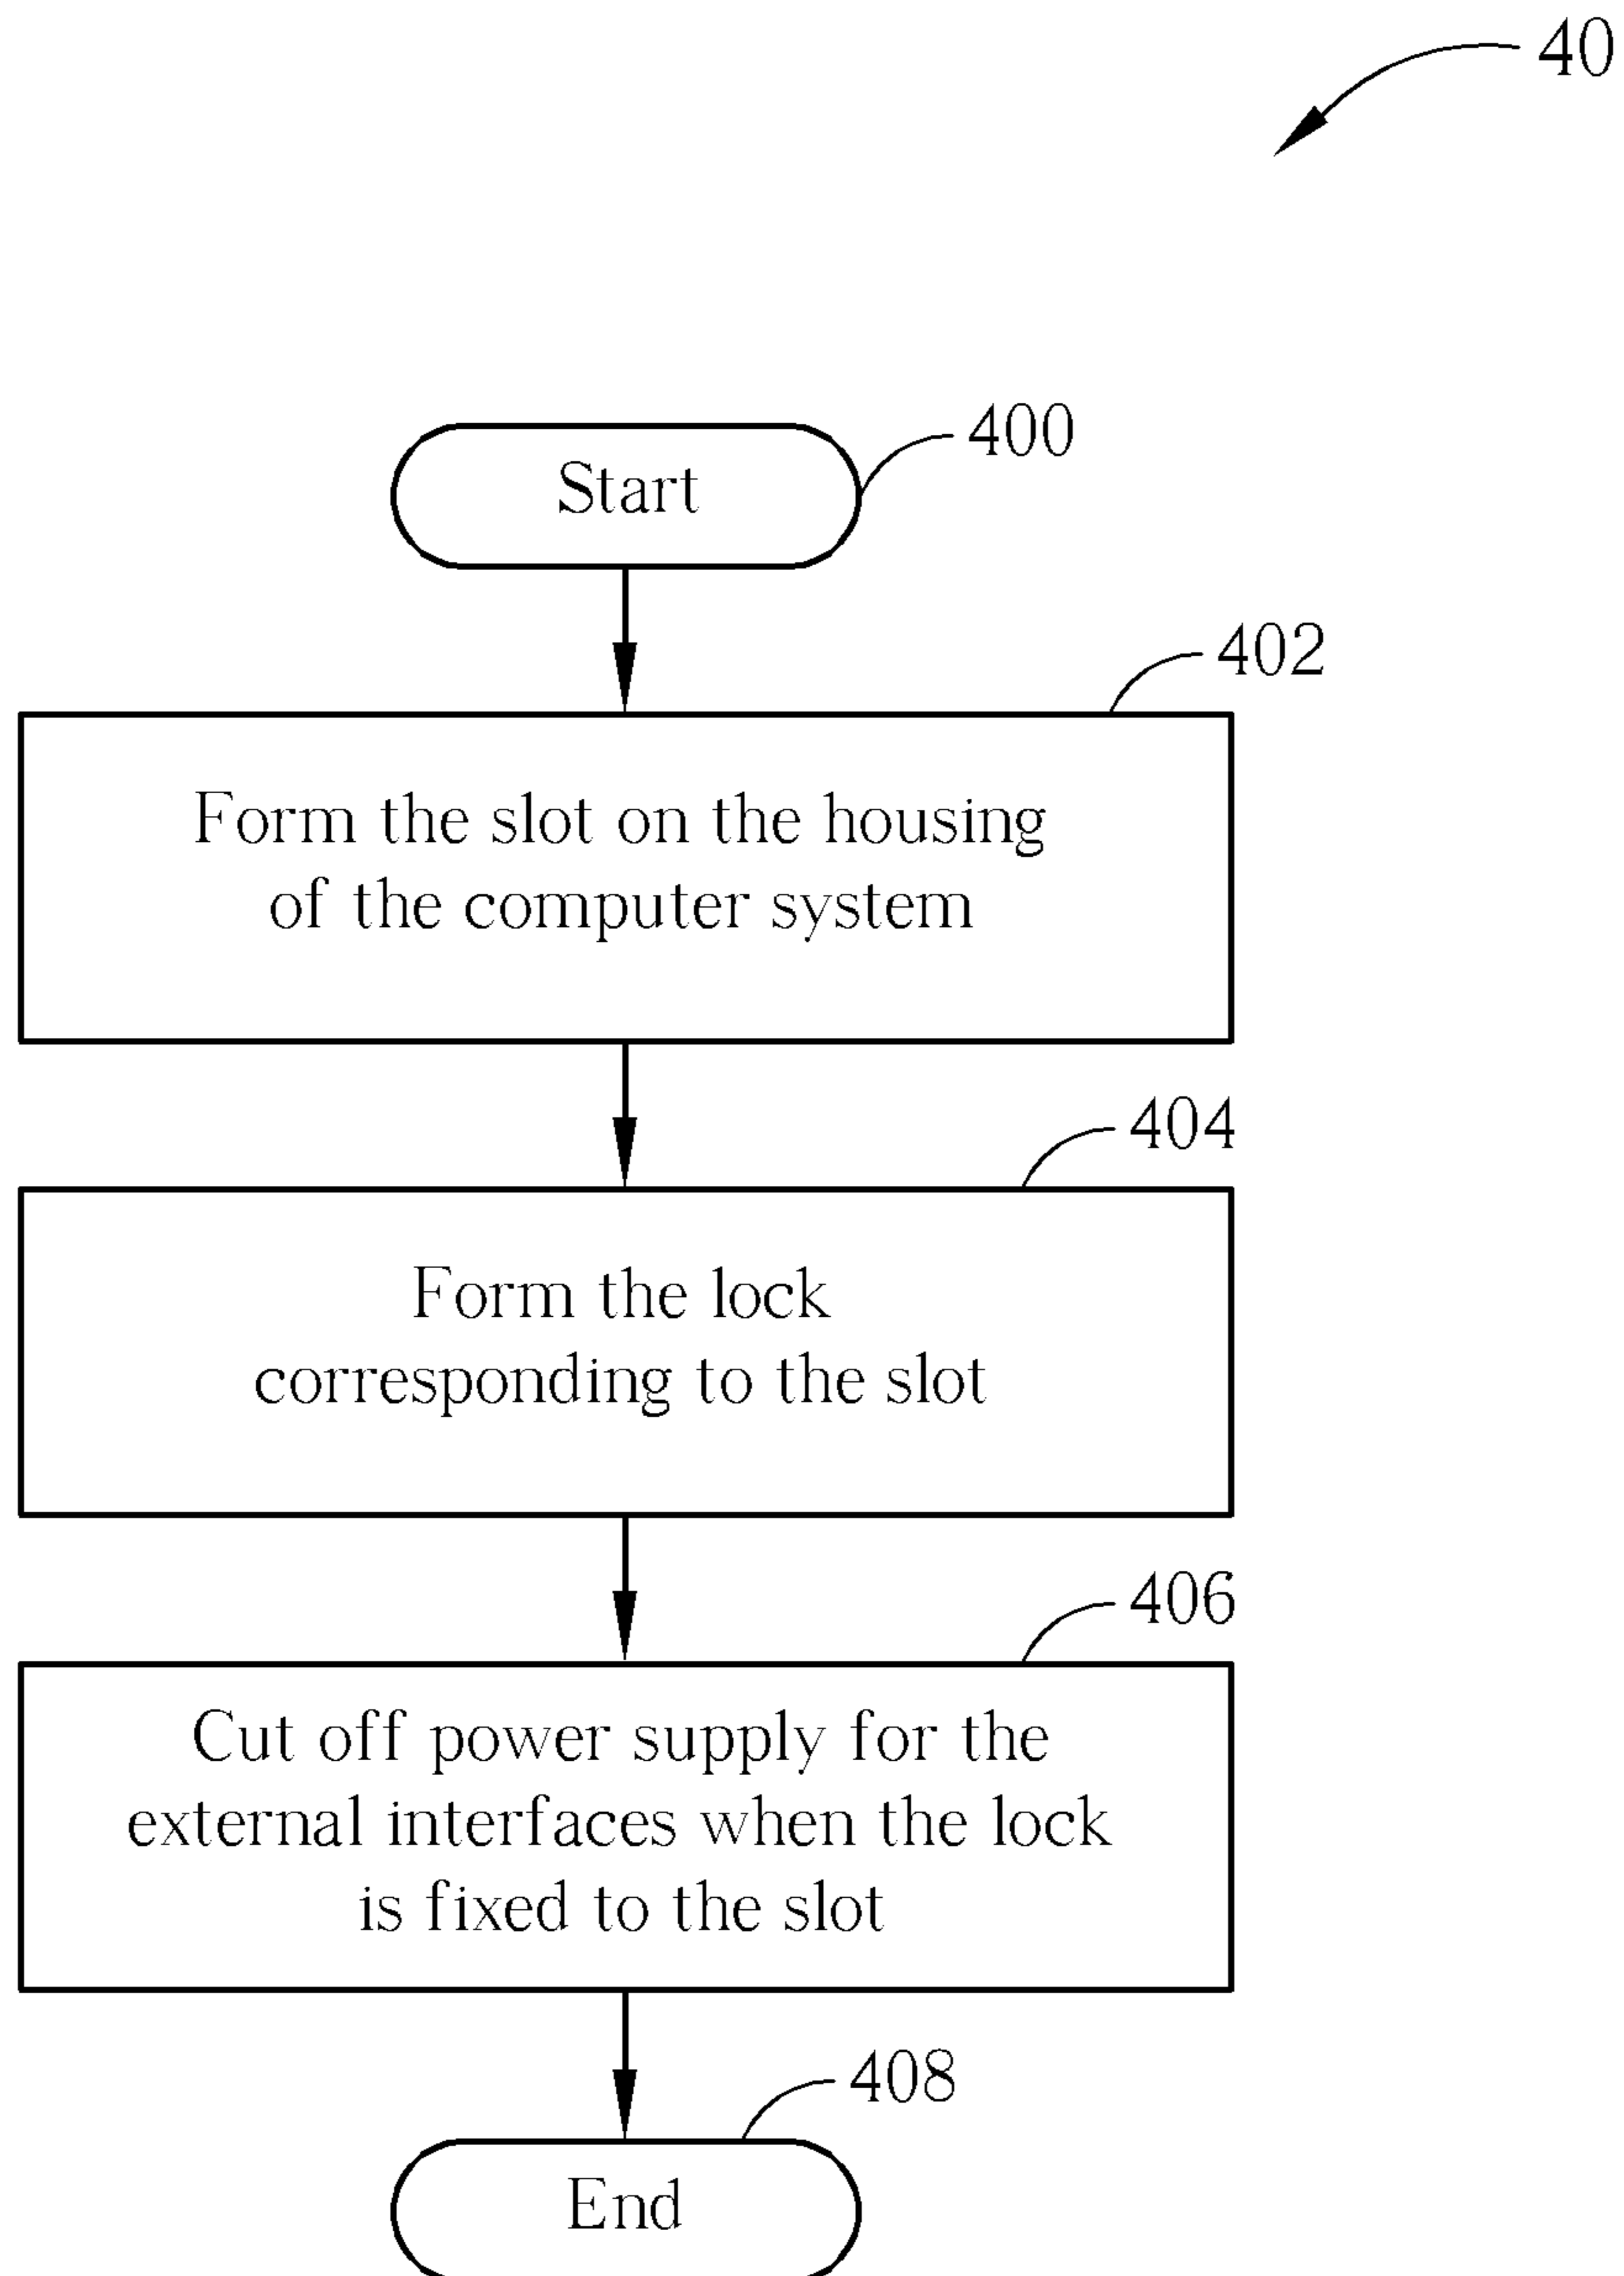 40
400
Start
402
Form the slot on the housing
of the computer system
404
Form the lock
corresponding to the slot
406
Cut off power supply for the
external interfaces when the lock
is fixed to the slot
408
End